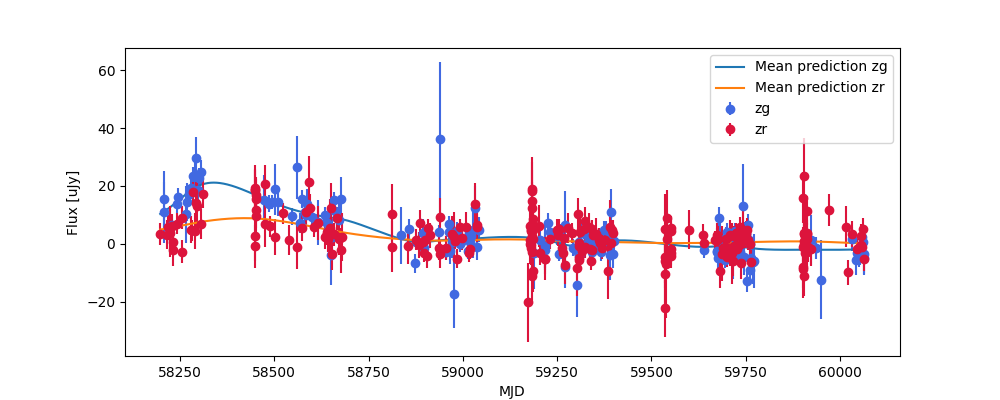 Mean prediction zg
Mean prediction zr
zg
zr
60
40
20
0
−20
Flux [uJy]
58250 58500 58750 59000 59250 59500 59750 60000
MJD